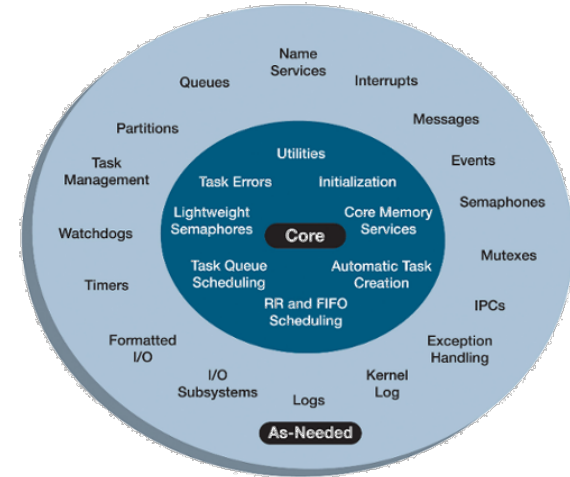 Name
Services
Queues
Interrupts
Partitions
Messages
Task
Management
Events
Watchdogs
Semaphones
Timers
Mutexes
IPCs
Formatted
I/O
Exception
Handling
I/O
Subsystems
Kernel
Log
Logs
As-Needed
Utilities
Task Errors
Initialization
Lightweight
Semaphores
Core Memory
Services
Core
Task Queue
Scheduling
Automatic Task
Creation
RR and FIFO
Scheduling